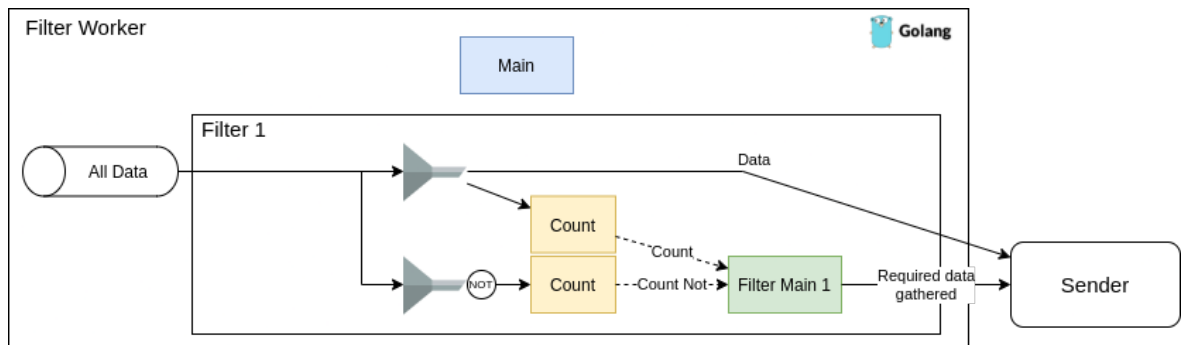 Filter Worker
Golang
Main
Filter 1
All Data
Data
Count
Count
NOT
Count
Count Not
Filter Main 1
Required data
gathered
Sender